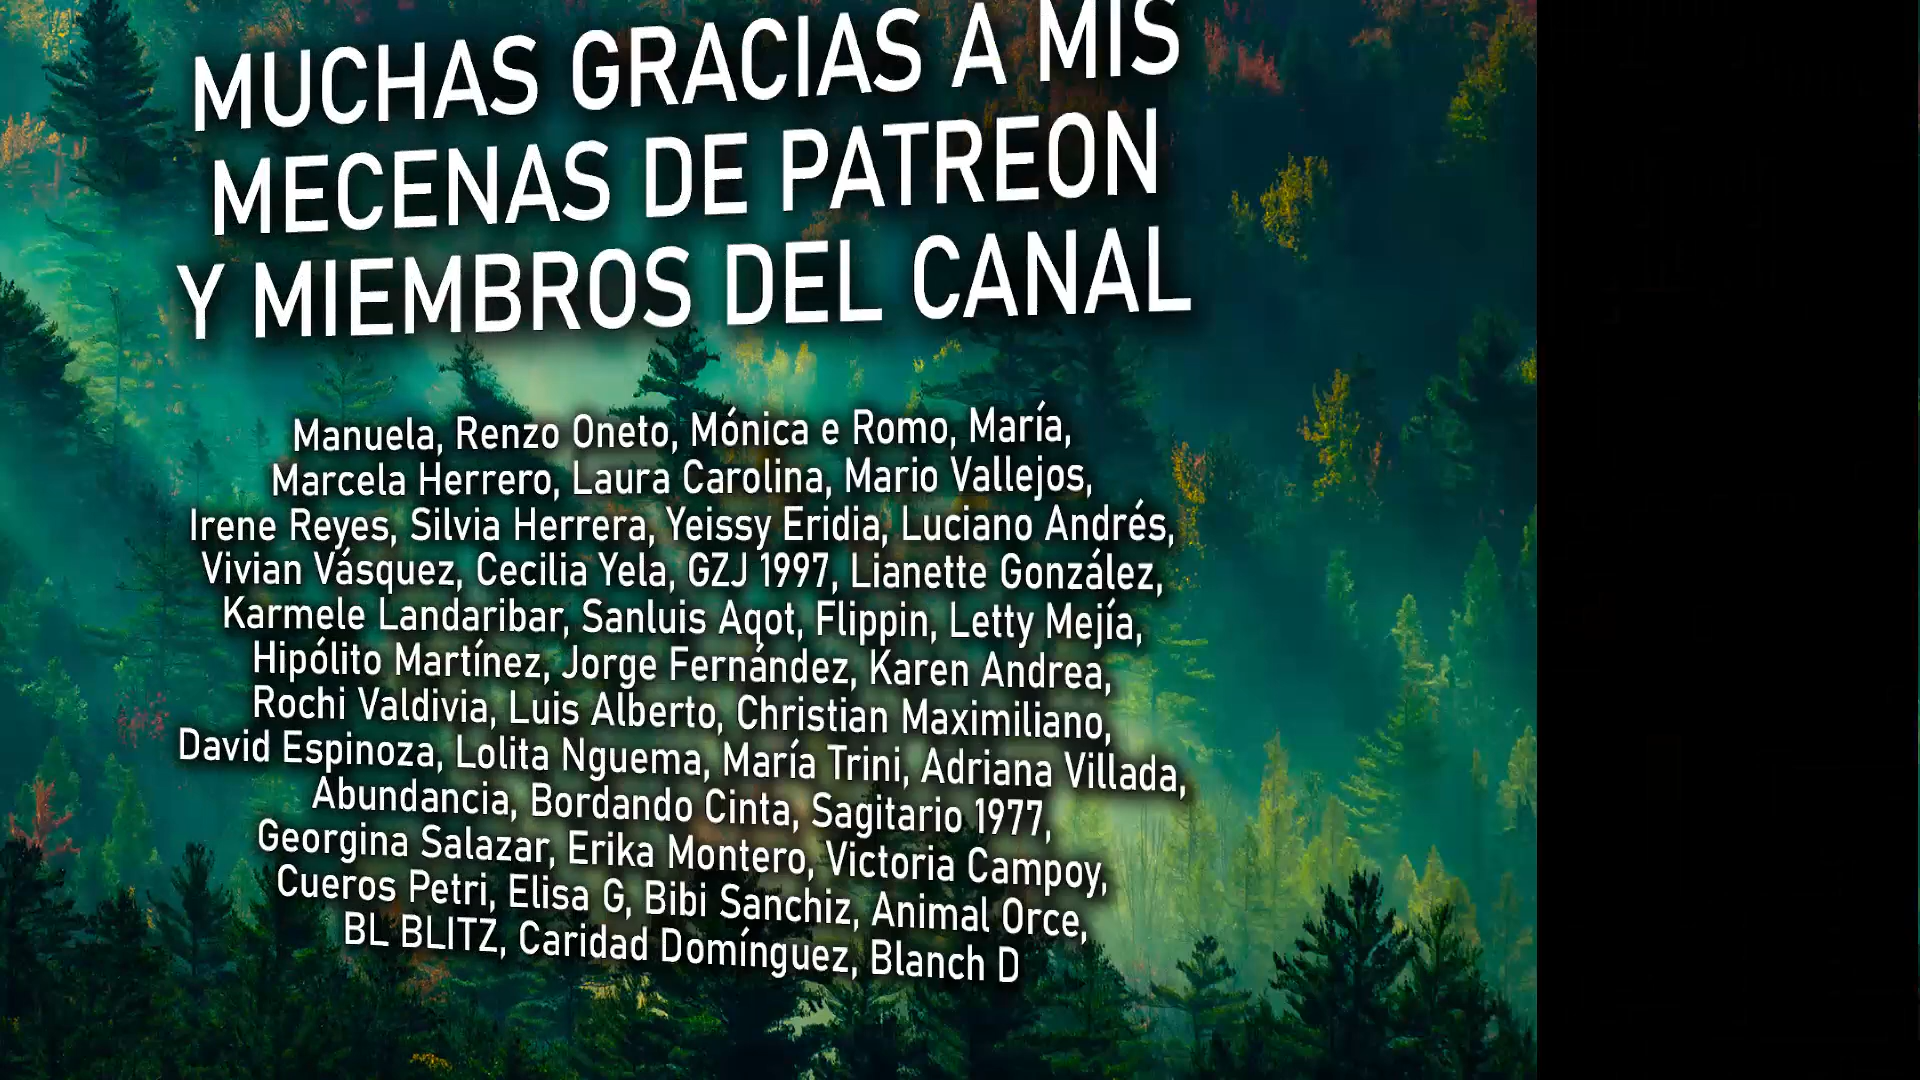 MUCHAS GRACIAS A MIS
MECENAS DE PATREON
Y MIEMBROS DEL CANAL
Manuela, Renzo Oneto, Mónica e Romo, María,
Marcela Herrero, Laura Carolina, Mario Vallejos,
Irene Reyes, Silvia Herrera, Yeissy Eridia, Luciano Andrés,
Vivian Vásquez, Cecilia Yela, GZJ 1997, Lianette González,
Karmele Landaribar, Sanluis Aqot, Flippin, Letty Mejía,
Hipólito Martínez, Jorge Fernández, Karen Andrea,
Rochi Valdivia, Luis Alberto, Christian Maximiliano,
David Espinoza, Lolita Nguema, María Trini, Adriana Villada,
Abundancia, Bordando Cinta, Sagitario 1977,
Georgina Salazar, Erika Montero, Victoria Campoy,
Cueros Petri, Elisa G, Bibi Sanchiz, Animal Orce,
BL BLITZ, Caridad Domínguez, Blanch D